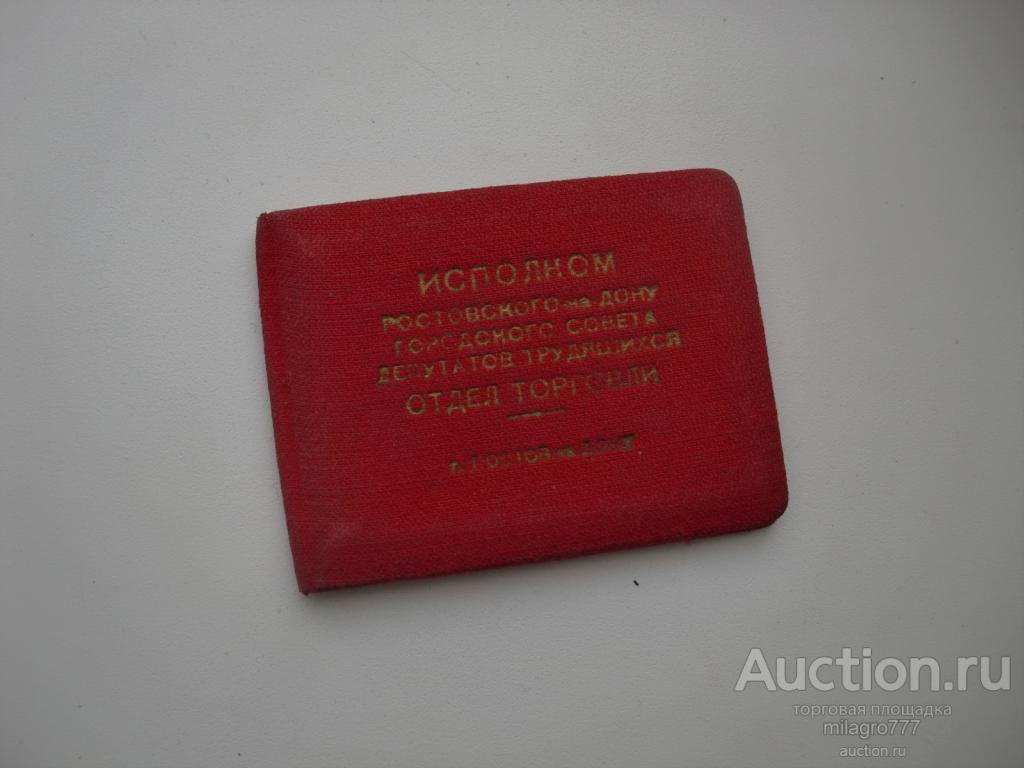 ИСПОЛКОМ
РОСТОВСКОГО-на-ДОНУ
ГОРОДСКОГО СОВЕТА
ДЕПУТАТОВ ТРУДЯЩИХСЯ
ОТДЕЛ ТОРГОВЛИ
г. РОСТОВ-на-ДОНУ
Auction.ru
торговая площадка
milagro777
auction.ru